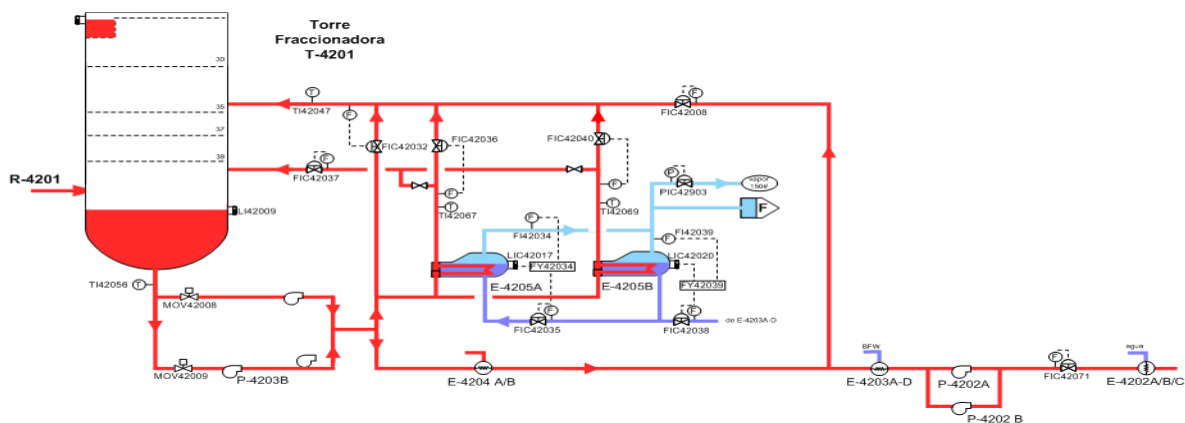 Torre
Fraccionadora
T-4201
30
35
37
39
R-4201
LI42009
TI42056
T
MOV42008
MOV42009
P-4203B
TI42047
T
F
FIC42032
FIC42037
F
FIC42036
F
TI42067
T
FIC42040
F
TI42069
T
FIC42008
F
PIC42903
P
vapor
150#
F
FI42034
F
FI42039
F
LIC42017
FY42034
E-4205A
LIC42020
FY42039
E-4205B
FIC42035
F
FIC42038
F
de E-4203A-D
E-4204 A/B
BFW
E-4203A-D
P-4202A
P-4202 B
F
FIC42071
agua
E-4202A/B/C